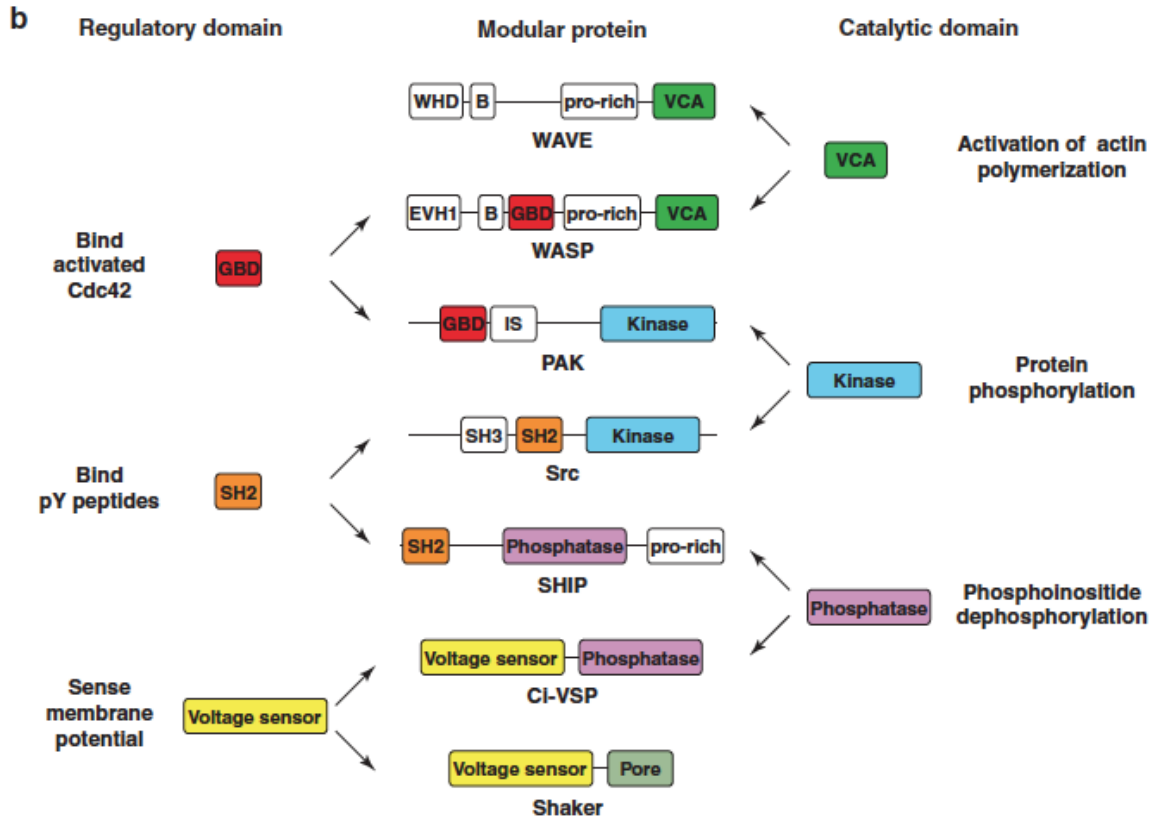 b
Regulatory domain
Modular protein
Catalytic domain
WHD B pro-rich VCA
WAVE
VCA
Activation of actin
polymerization
EVH1 B GBD pro-rich VCA
WASP
Bind
activated
Cdc42
GBD
GBD IS Kinase
PAK
Kinase
Protein
phosphorylation
SH3 SH2 Kinase
Src
Bind
pY peptides
SH2
SH2 Phosphatase pro-rich
SHIP
Phosphatase
Phosphoinositide
dephosphorylation
Voltage sensor Phosphatase
CI-VSP
Sense
membrane
potential
Voltage sensor
Voltage sensor Pore
Shaker